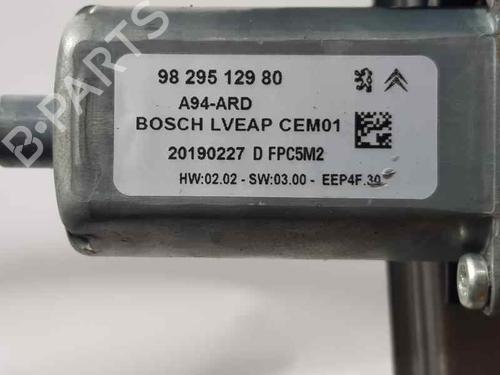 98 295 129 80
A94-ARD
BOSCH LVEAP CEM01
20190227 D FPC5M2
HW:02.02 - SW:03.00 - EEP4F.30
B-PARTS